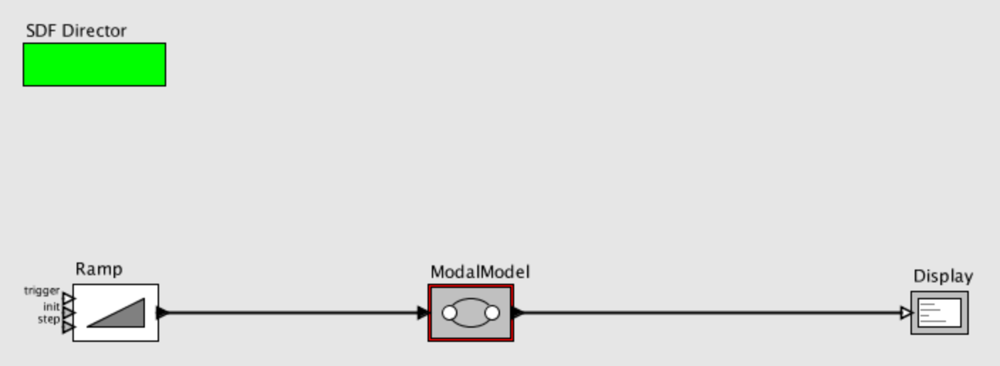 SDF Director
Ramp
ModalModel
Display
trigger
init
step